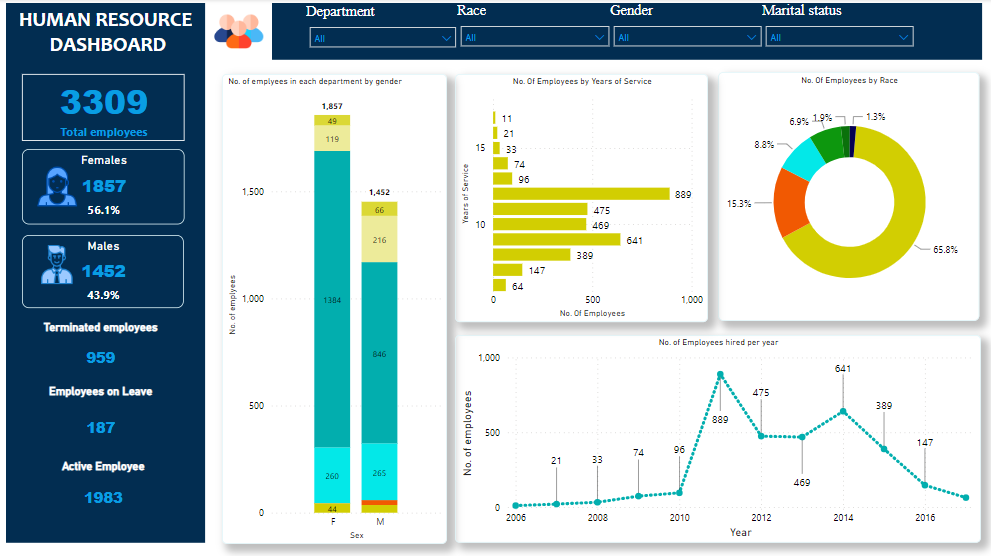 HUMAN RESOURCE
DASHBOARD
Department
Race
Gender
Marital status
All
All
All
All
3309
Total employees
Females
1857
56.1%
Males
1452
43.9%
Terminated employees
959
Employees on Leave
187
Active Employee
1983
No. of emplyees in each department by gender
1,857
49
119
1,452
66
216
1384
846
260
265
44
1,500
1,000
500
0
No. of emplyees
F
M
Sex
No. Of Employees by Years of Service
11
21
33
74
96
889
475
469
641
389
147
64
15
10
Years of Service
0
500
1,000
No. Of Employees
No. Of Employees by Race
6.9%
1.9%
1.3%
8.8%
15.3%
65.8%
No. of Employees hired per year
1,000
500
0
No. of employees
21
33
74
96
889
475
469
641
389
147
2006
2008
2010
2012
2014
2016
Year